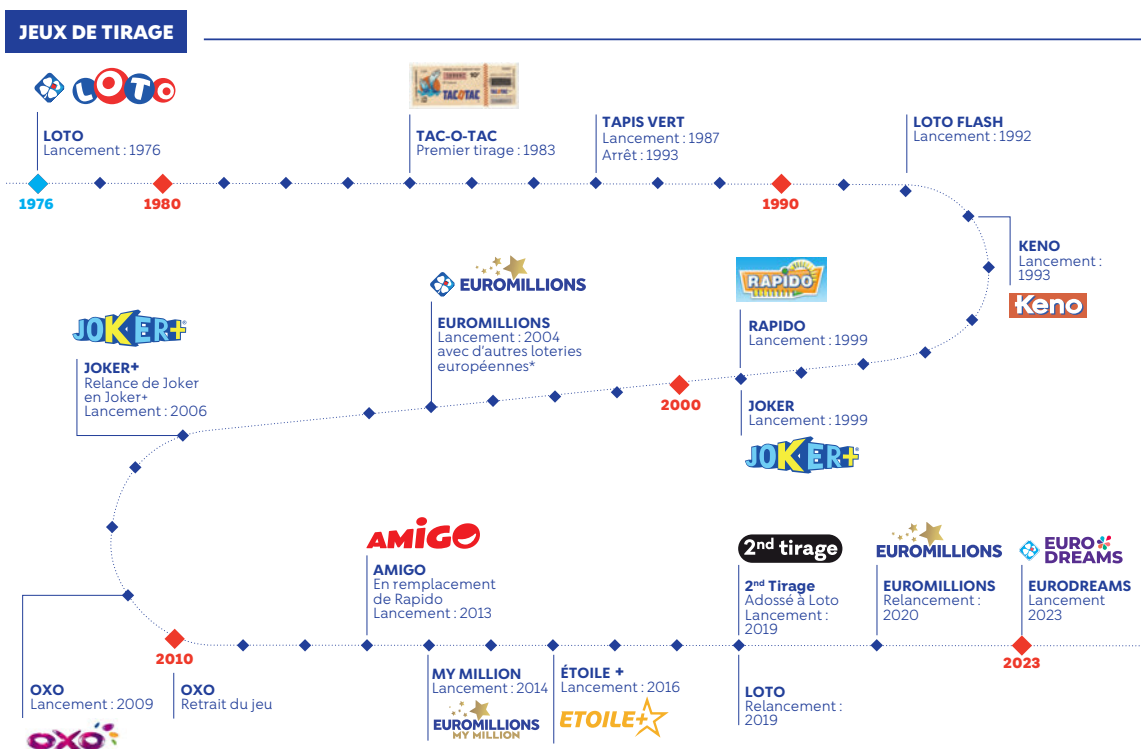 JEUX DE TIRAGE
LOTO
LOTO
Lancement : 1976
TAC-O-TAC
TAC-O-TAC
Premier tirage : 1983
TAPIS VERT
Lancement : 1987
Arrêt : 1993
LOTO FLASH
Lancement : 1992
1976
1980
1990
KENO
Lancement :
1993
Keno
JOKER+
JOKER+
Relance de Joker
en Joker+
Lancement : 2006
EUROMILLIONS
EUROMILLIONS
Lancement : 2004
avec d'autres loteries
européennes*
RAPIDO
RAPIDO
Lancement : 1999
2000
JOKER
Lancement : 1999
JOKER+
AMIGO
AMIGO
En remplacement
de Rapido
Lancement : 2013
2nd tirage
2nd Tirage
Adossé à Loto
Lancement :
2019
EUROMILLIONS
EUROMILLIONS
Relancement :
2020
EURO
DREAMS
EURODREAMS
Lancement
2023
2010
2023
OXO
Lancement : 2009
OXO
OXO
Retrait du jeu
MY MILLION
Lancement : 2014
EUROMILLIONS
MY MILLION
ÉTOILE +
Lancement : 2016
ETOILE+
LOTO
Relancement :
2019